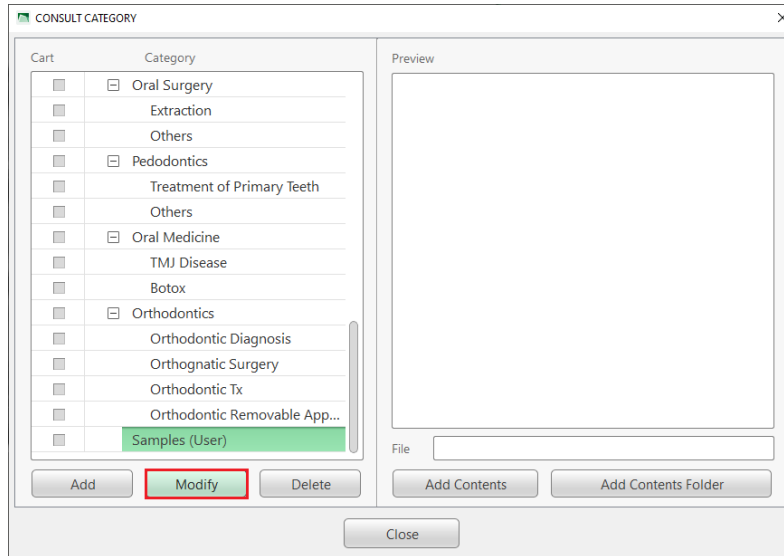 CONSULT CATEGORY
Cart Category
Oral Surgery
Extraction
Others
Pedodontics
Treatment of Primary Teeth
Others
Oral Medicine
TMJ Disease
Botox
Orthodontics
Orthodontic Diagnosis
Orthognatic Surgery
Orthodontic Tx
Orthodontic Removable App...
Samples (User)
Add Modify Delete
Preview
File
Add Contents Add Contents Folder
Close